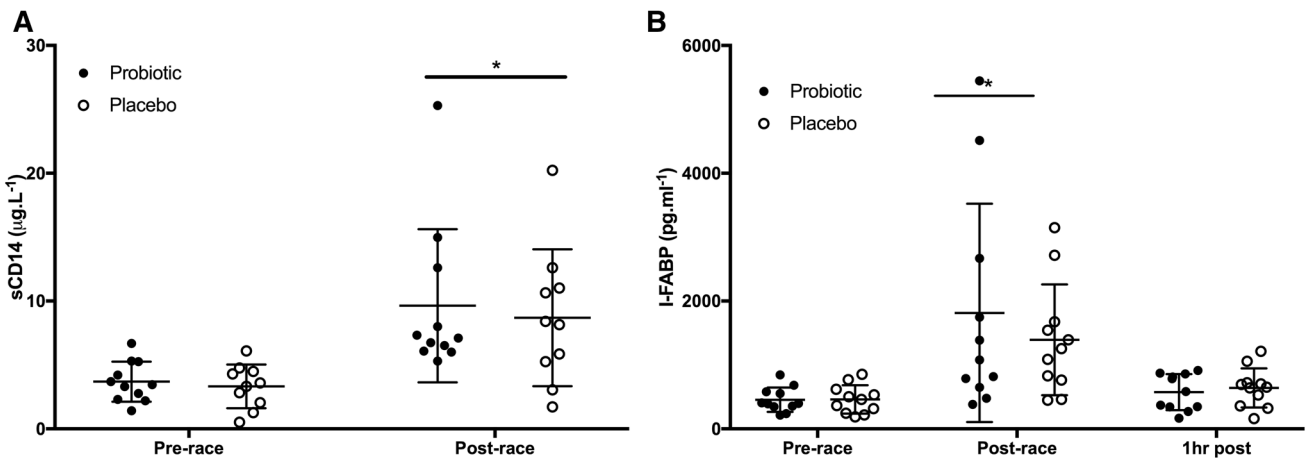 A
30
20
10
0
sCD14 (μg.L-1)
Probiotic
Placebo
*
Pre-race
Post-race
B
6000
4000
2000
0
I-FABP (pg.ml-1)
Probiotic
Placebo
*
Pre-race
Post-race
1hr post